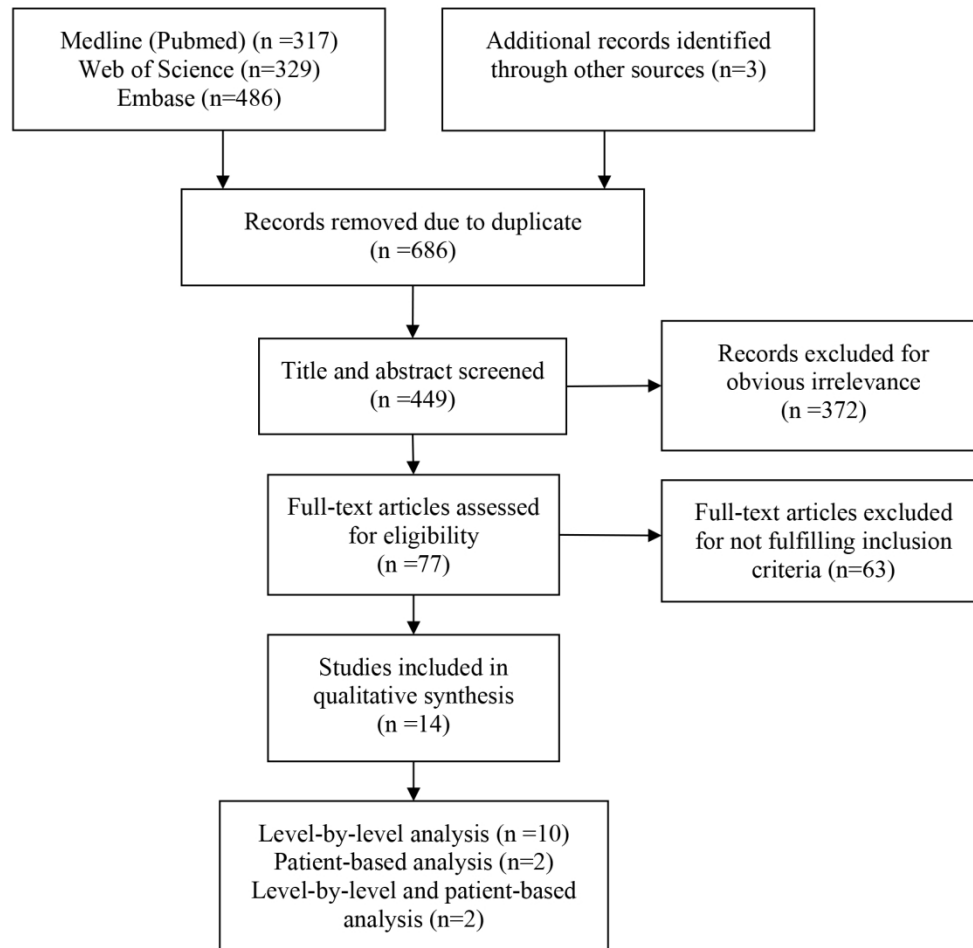 Medline (Pubmed) (n =317)
Web of Science (n=329)
Embase (n=486)
Additional records identified
through other sources (n=3)
Records removed due to duplicate
(n =686)
Title and abstract screened
(n =449)
Records excluded for
obvious irrelevance
(n =372)
Full-text articles assessed
for eligibility
(n =77)
Full-text articles excluded
for not fulfilling inclusion
criteria (n=63)
Studies included in
qualitative synthesis
(n =14)
Level-by-level analysis (n =10)
Patient-based analysis (n=2)
Level-by-level and patient-based
analysis (n=2)